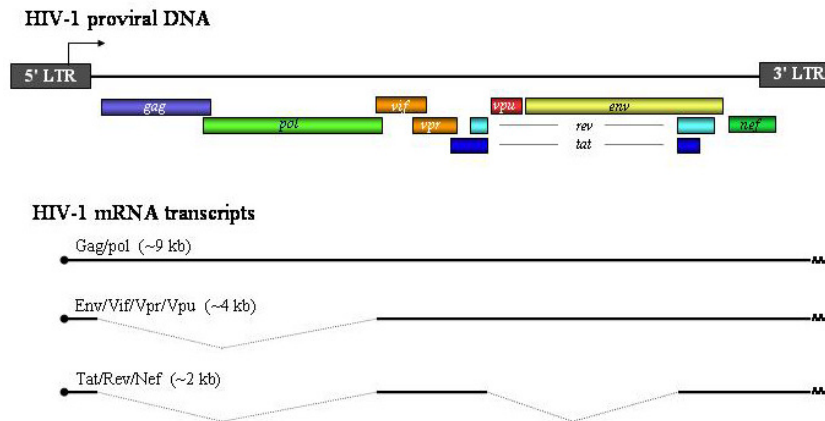 HIV-1 proviral DNA
5' LTR
3' LTR
gag
pol
vif
vpr
vpu
env
rev
tat
nef
HIV-1 mRNA transcripts
Gag/pol (~9 kb)
Env/Vif/Vpr/Vpu (~4 kb)
Tat/Rev/Nef (~2 kb)